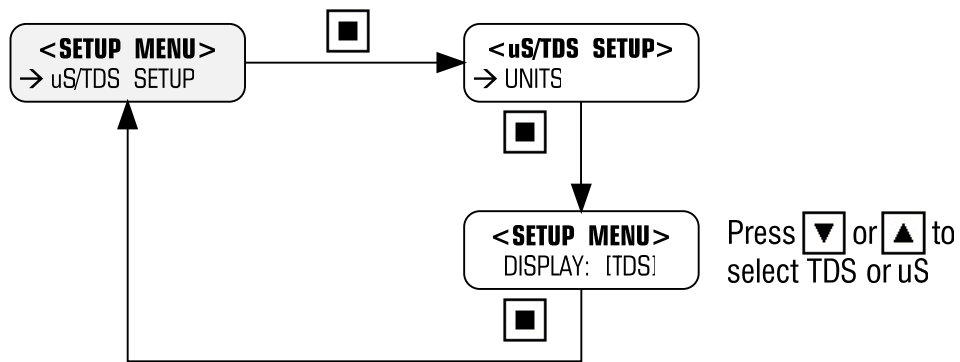 <SETUP MENU>
→ uS/TDS SETUP
<uS/TDS SETUP>
→ UNITS
<SETUP MENU>
DISPLAY: [TDS]
Press ▼ or ▲ to
select TDS or uS